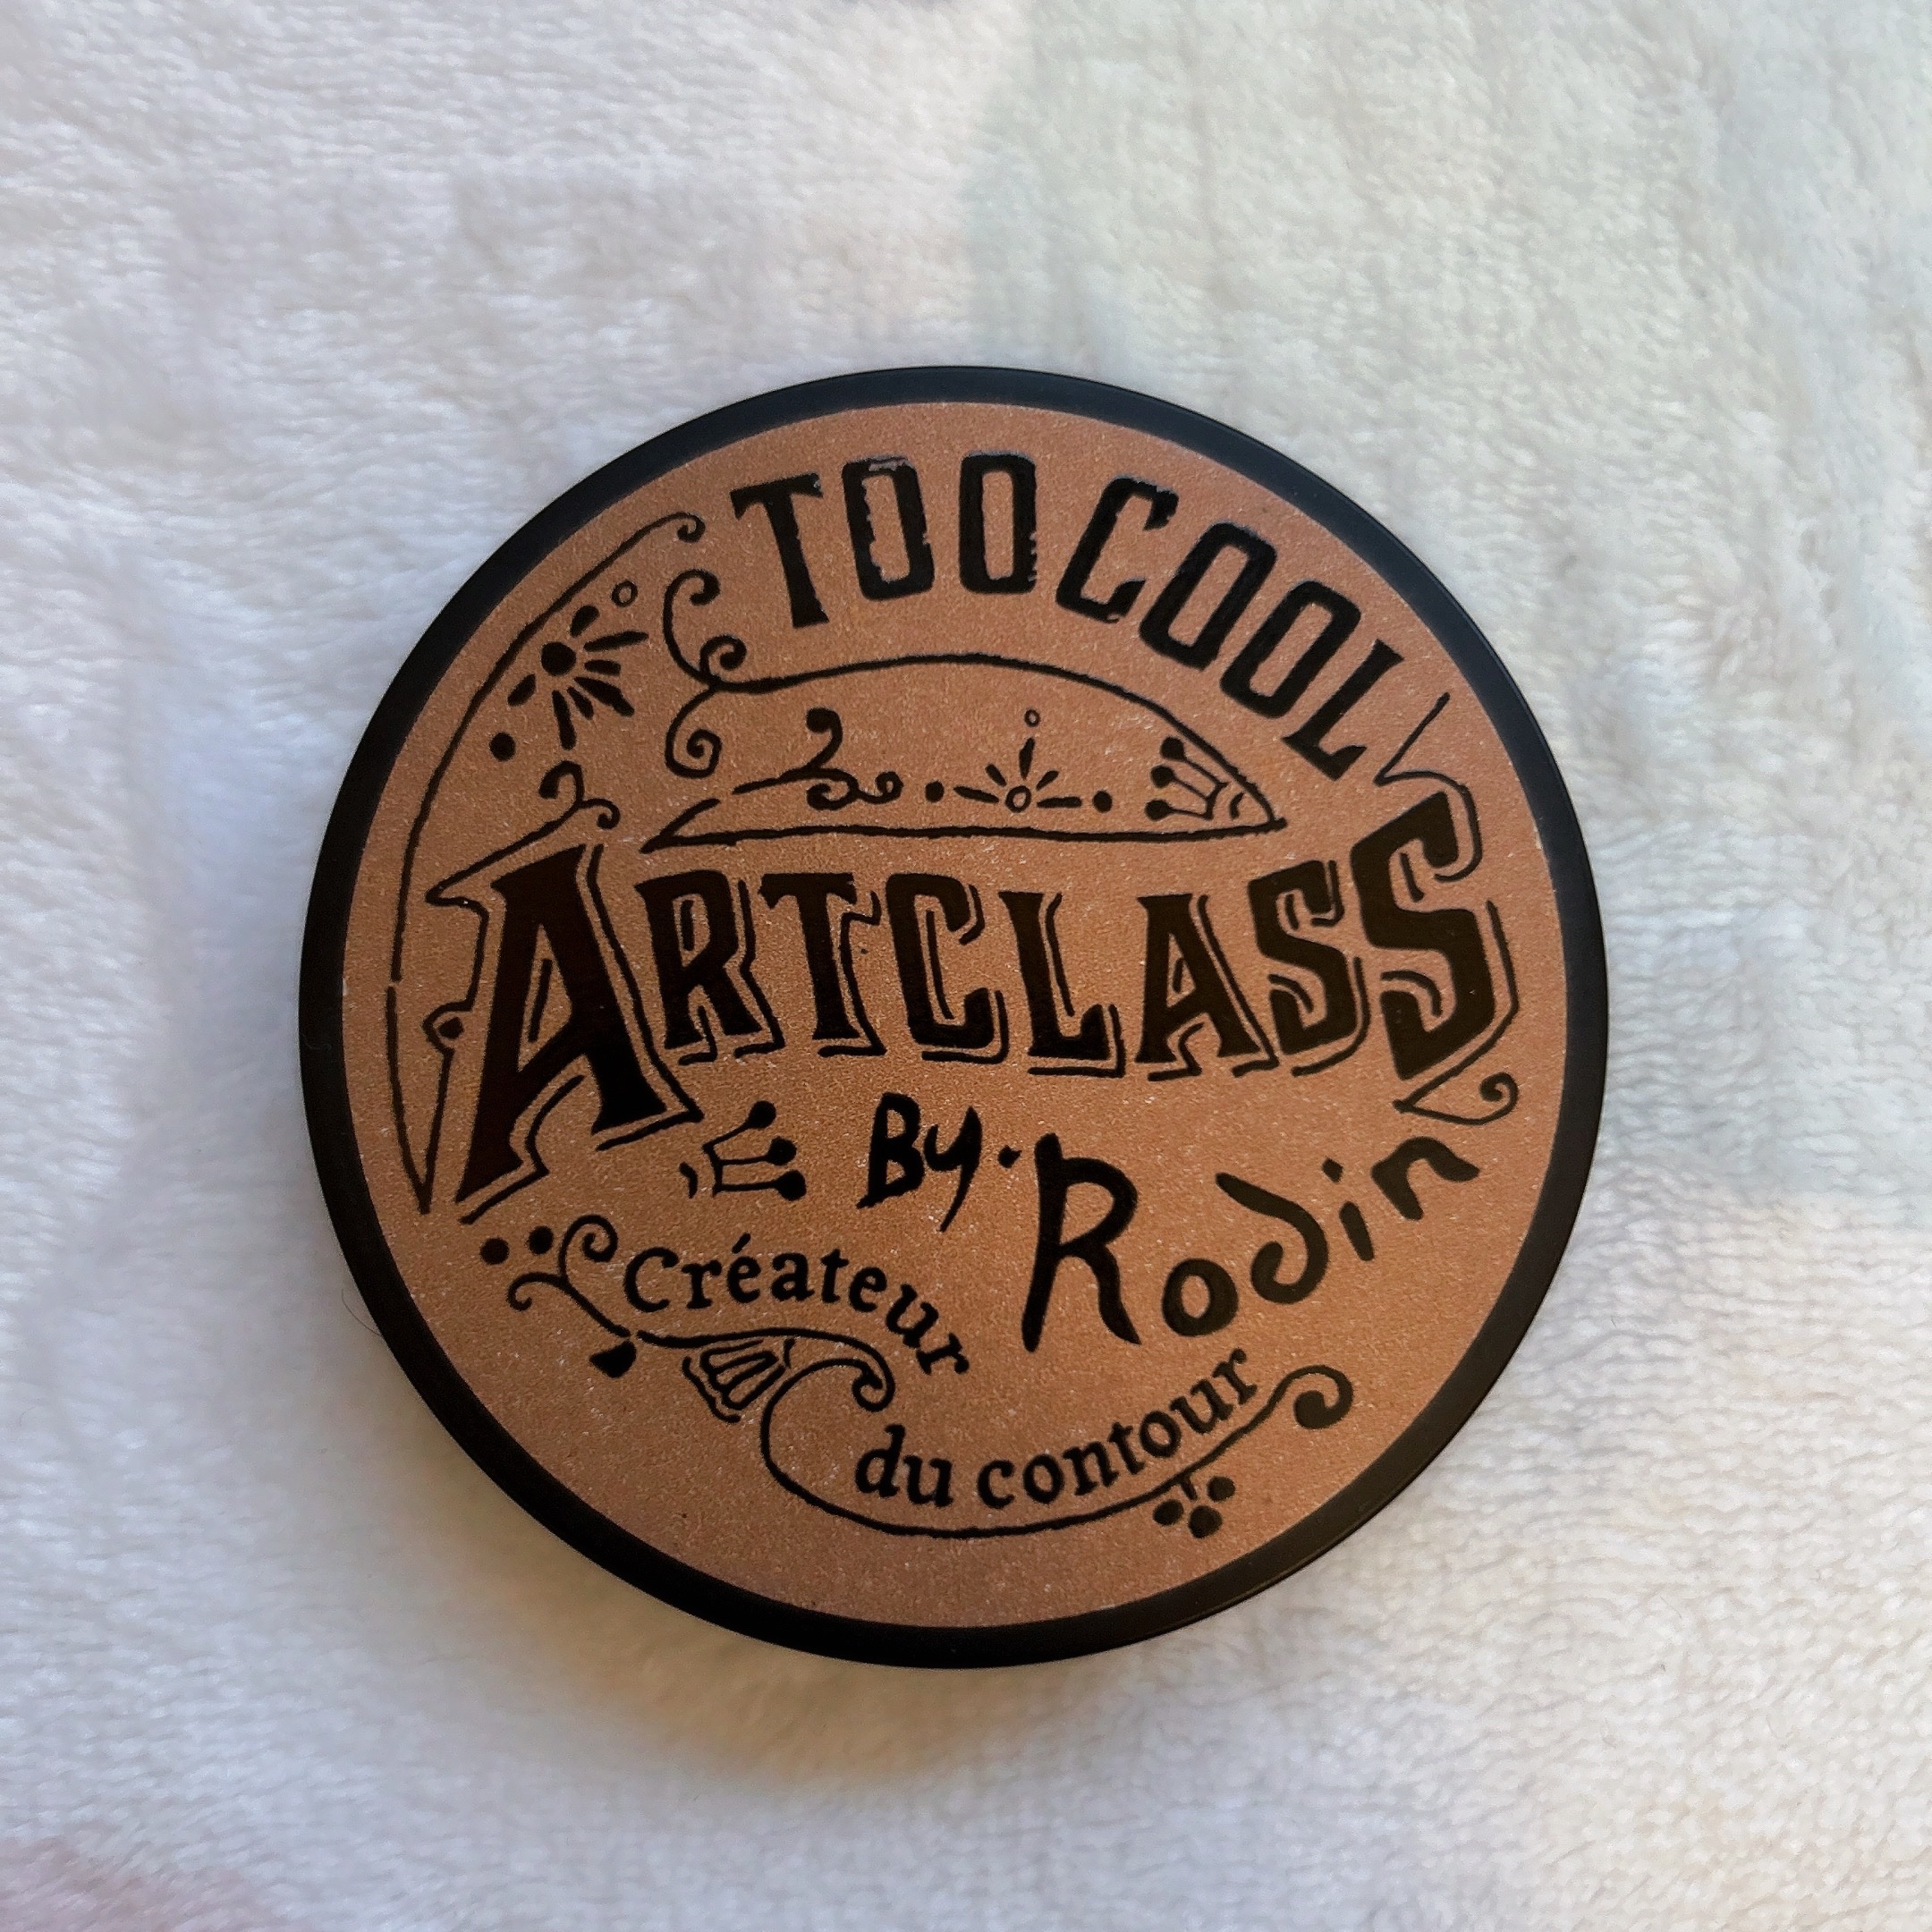 TOOCOOL
ARTCLASS
By. Rodin
Créateur
du contour